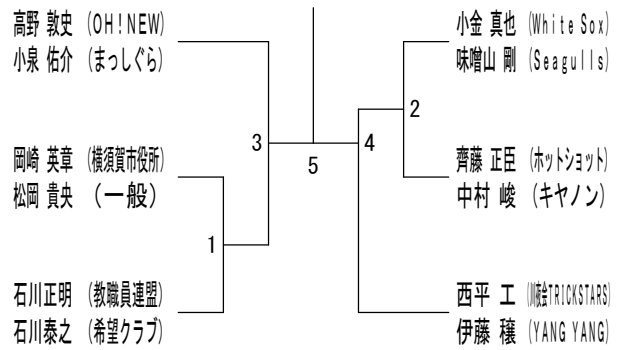 高野 敦史 (OH!NEW)
小泉 佑介 (まっしぐら)
岡崎 英章 (横須賀市役所)
松岡 貴央 (一般)
石川正明 (教職員連盟)
石川泰之 (希望クラブ)
1
3
5
4
2
小金 真也 (White Sox)
味噌山 剛 (Seagulls)
齊藤 正臣 (ホットショット)
中村 峻 (キヤノン)
西平 工 TRICKSTARS)
伊藤 穣 (YANG YANG)